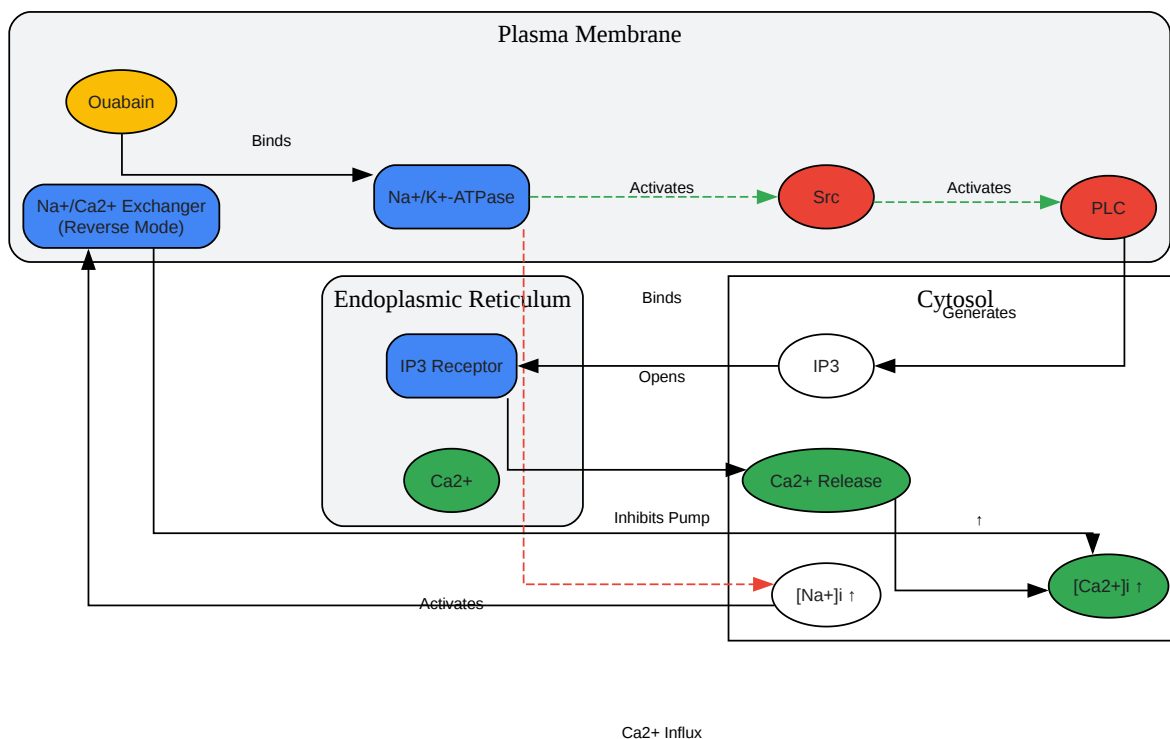 Plasma Membrane
Ouabain
Binds
Na+/K+-ATPase
Activates
Src
Activates
PLC
Na+/Ca2+ Exchanger
(Reverse Mode)
Endoplasmic Reticulum
Binds
Cytosol
Generates
IP3 Receptor
Opens
IP3
Ca2+
Ca2+ Release
Inhibits Pump
↑
Activates
[Na+]i ↑
[Ca2+]i ↑
Ca2+ Influx